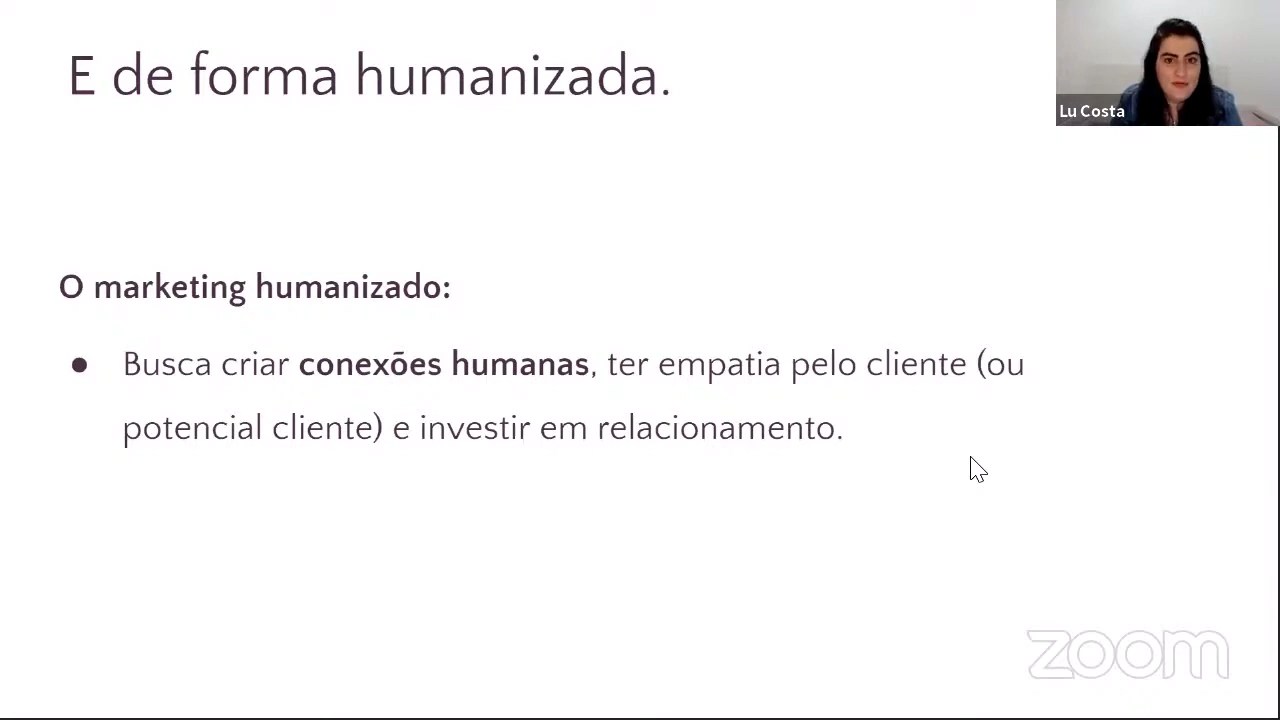 E de forma humanizada.
Lu Costa
O marketing humanizado:
● Busca criar conexões humanas, ter empatia pelo cliente (ou
potencial cliente) e investir em relacionamento.
zoom